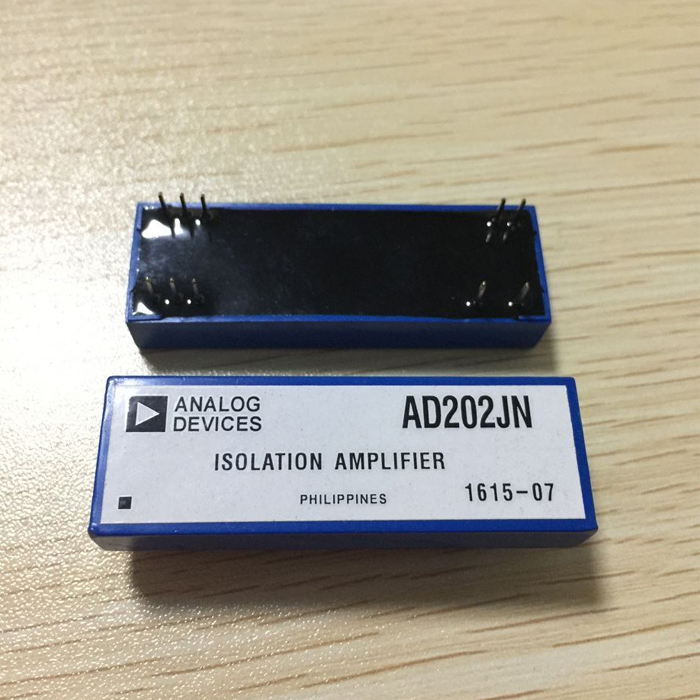 ANALOG
DEVICES
AD202JN
ISOLATION AMPLIFIER
PHILIPPINES
1615-07